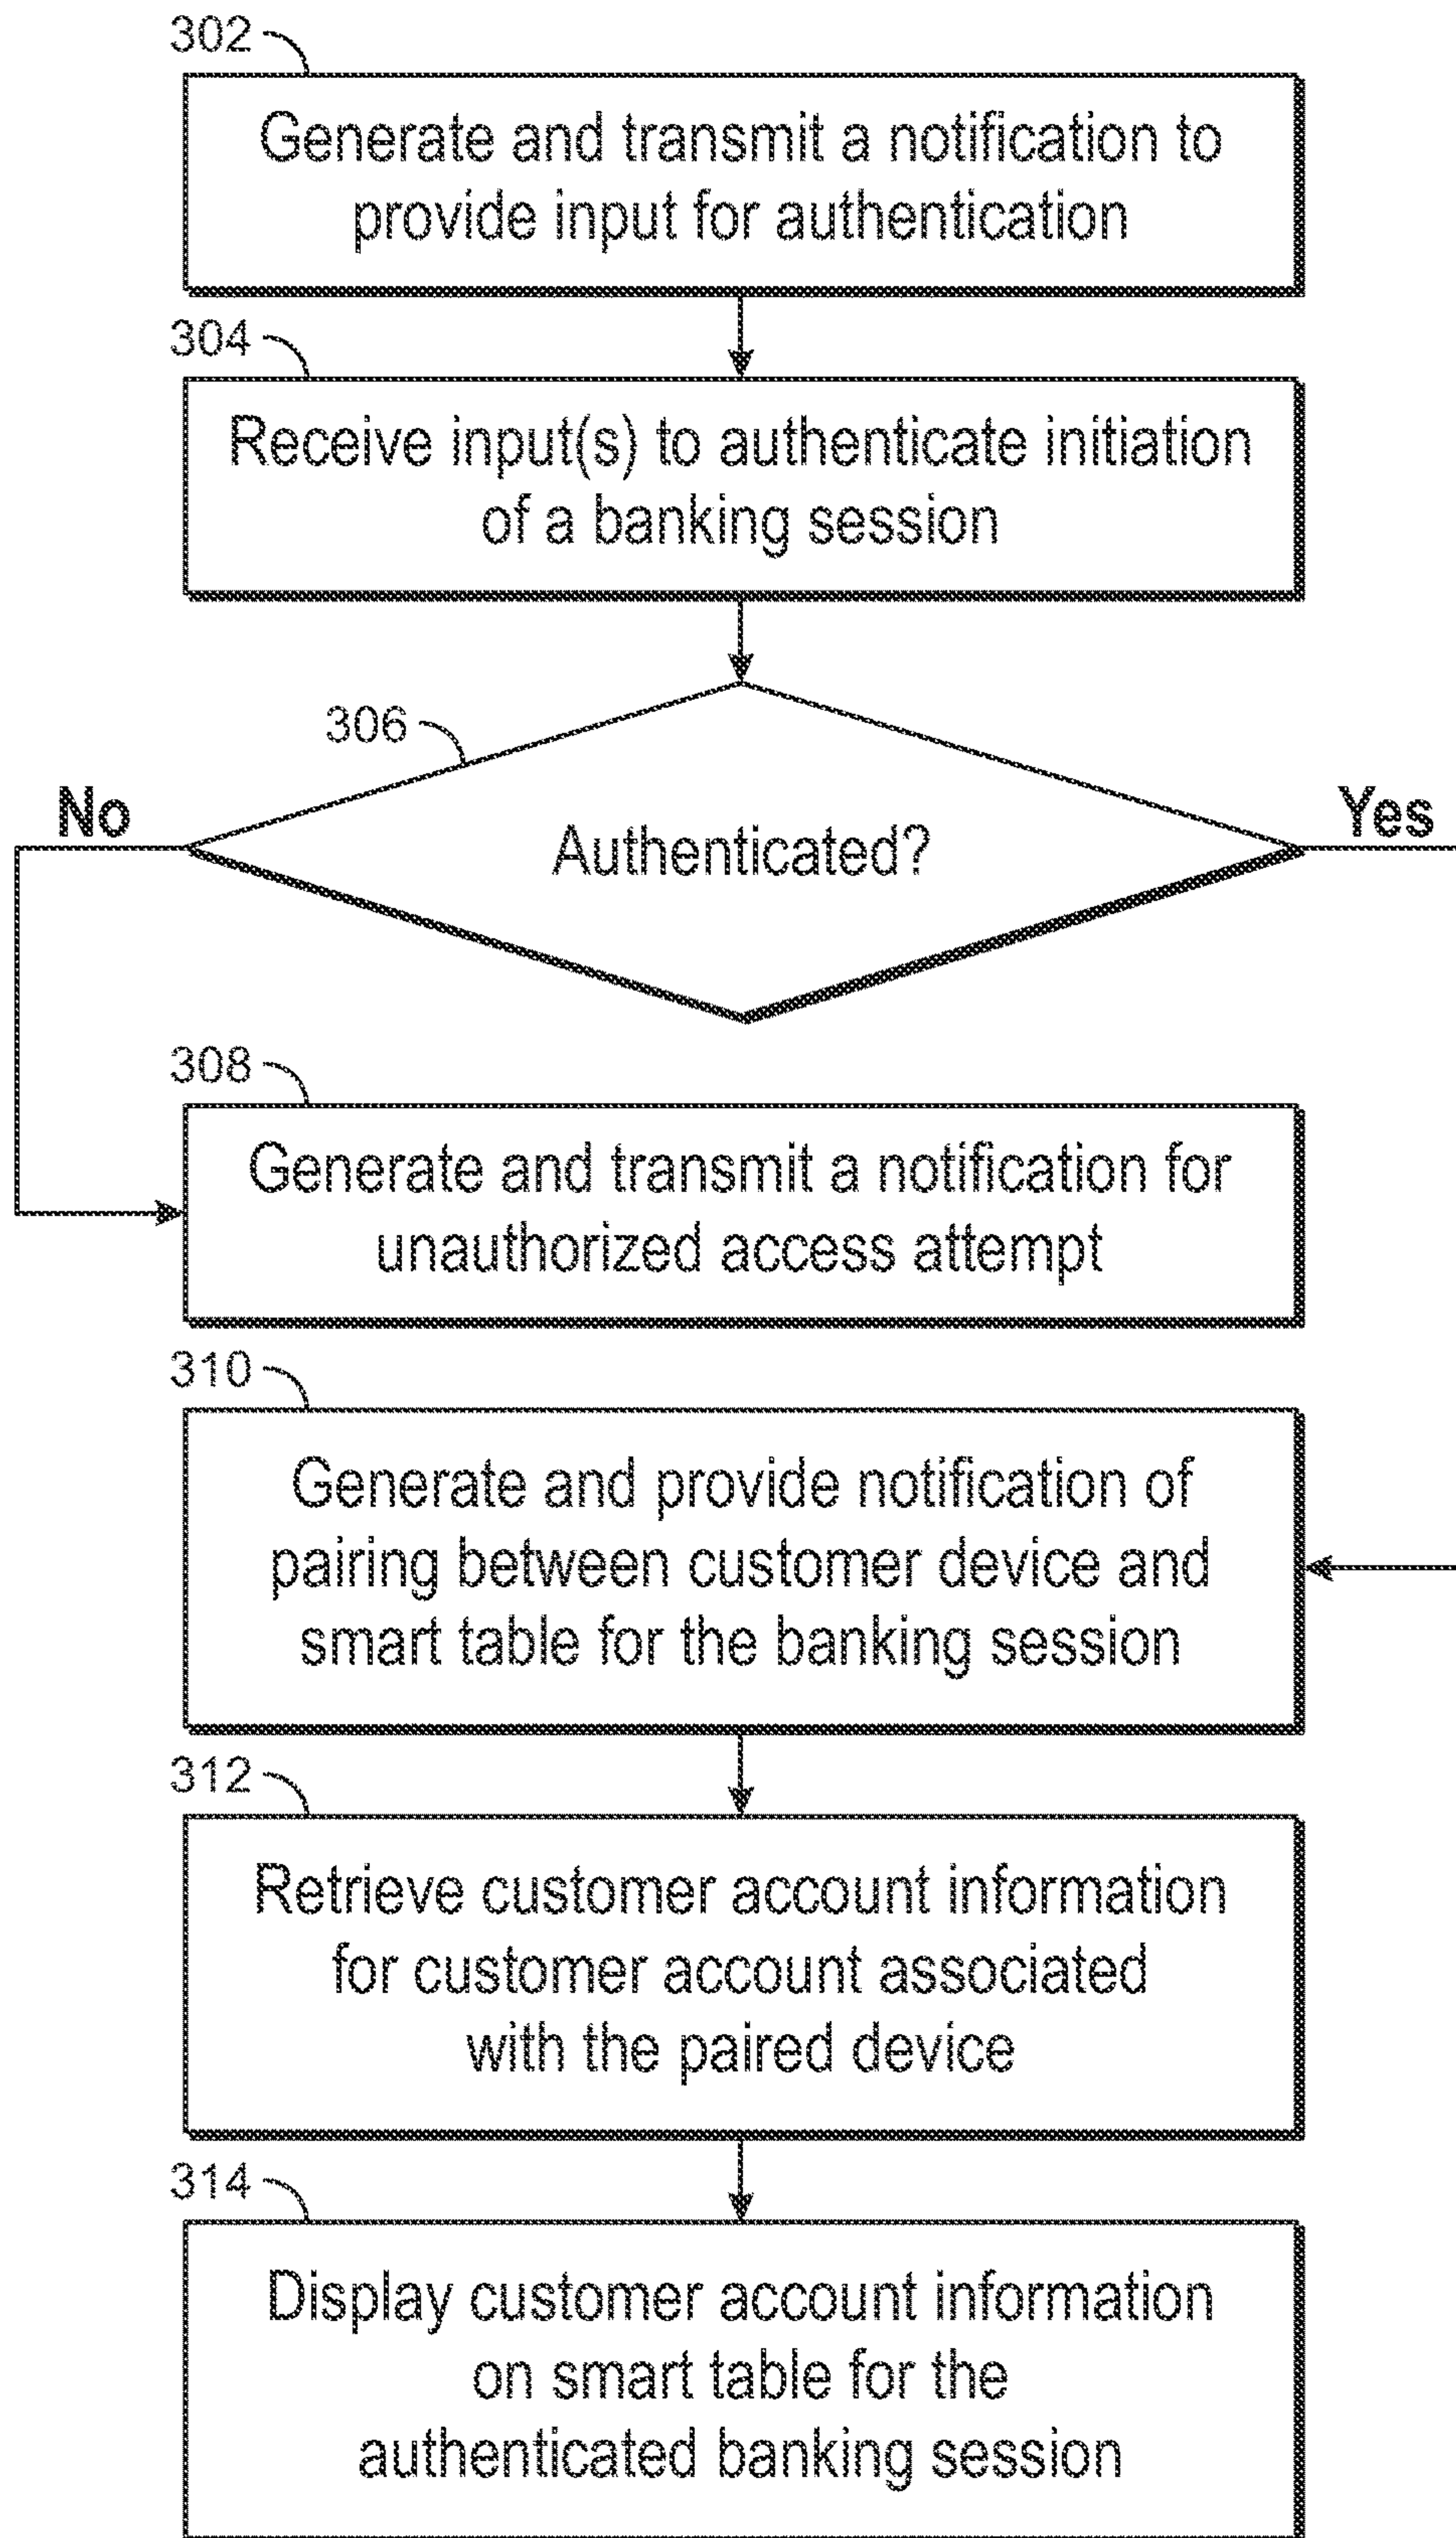 302
Generate and transmit a notification to
provide input for authentication
304
Receive input(s) to authenticate initiation
of a banking session
306
No
Yes
Authenticated?
308
Generate and transmit a notification for
unauthorized access attempt
310
Generate and provide notification of
pairing between customer device and
smart table for the banking session
312
Retrieve customer account information
for customer account associated
with the paired device
314
Display customer account information
on smart table for the
authenticated banking session